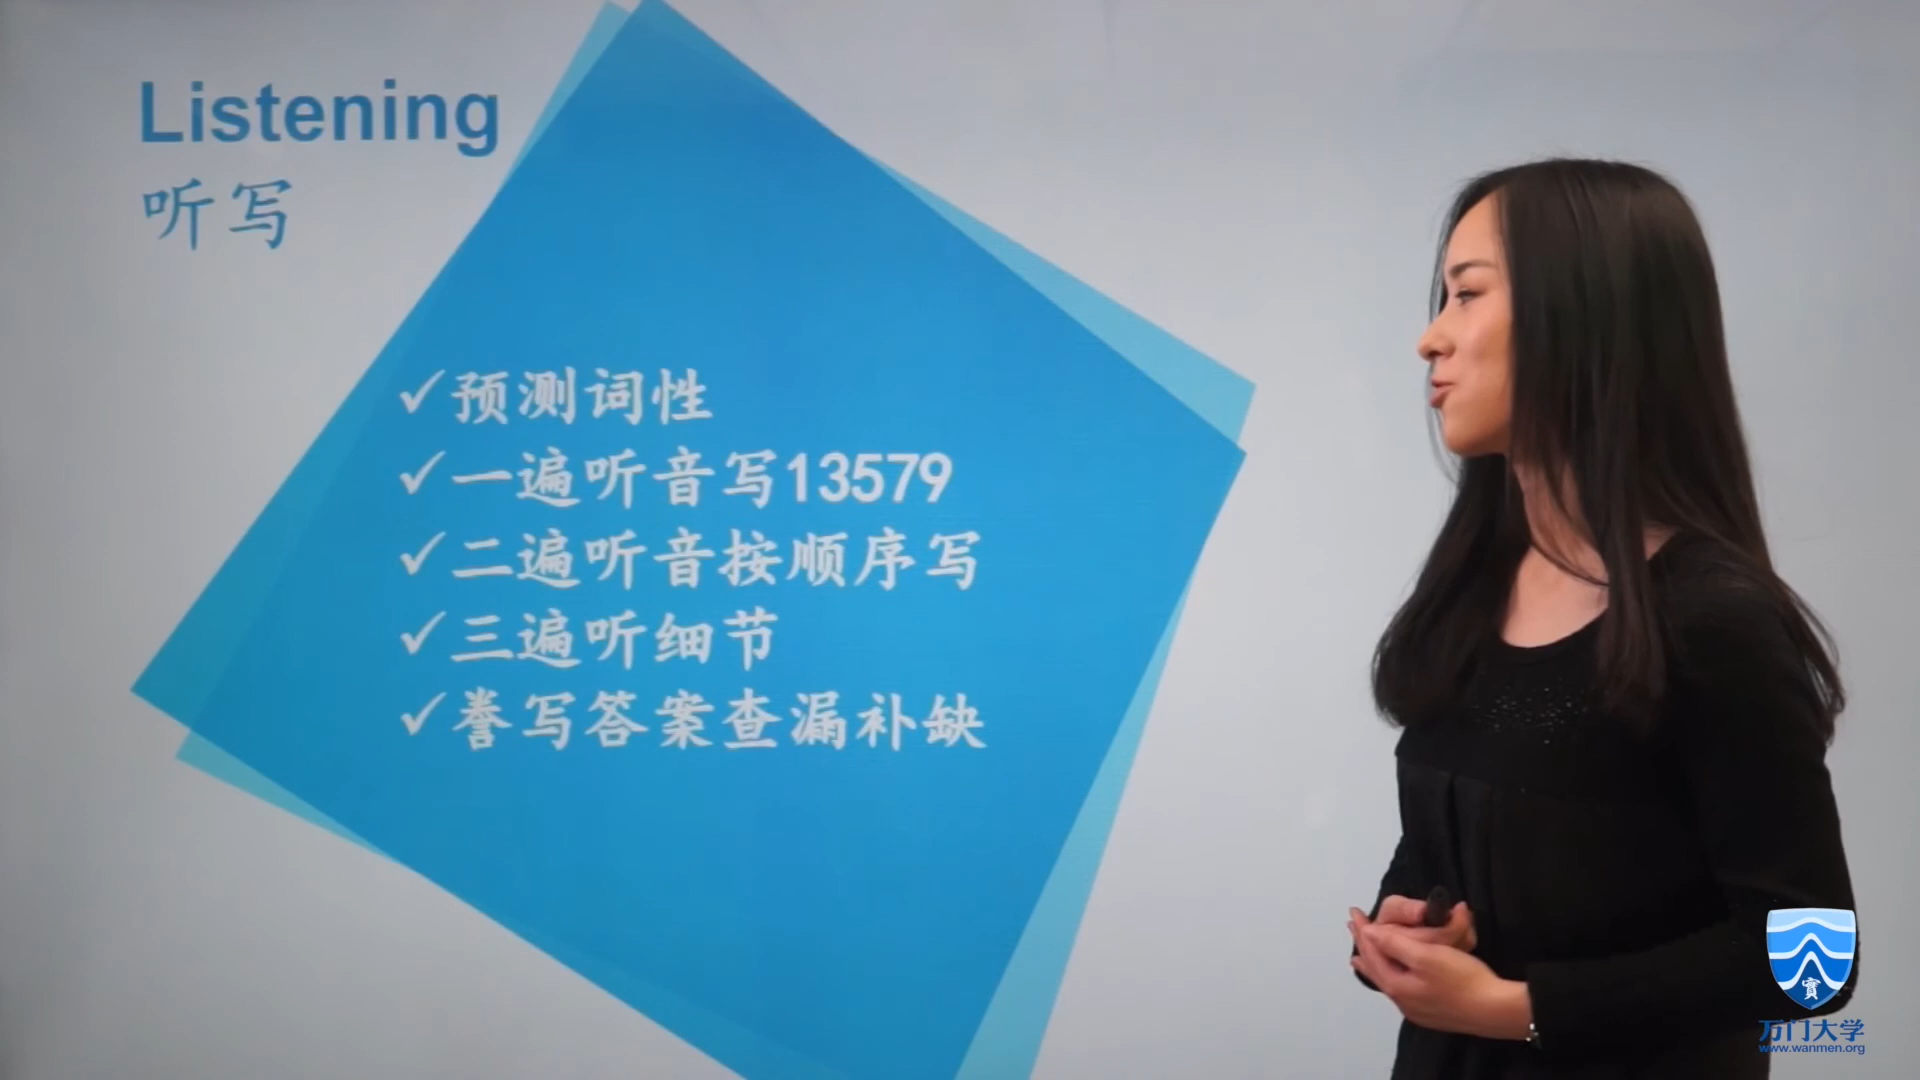 Listening
听写
✓预测词性
✓一遍听音写13579
✓二遍听音按顺序写
✓三遍听细节
✓誊写答案查漏补缺
實
万门大学
www.wanmen.org